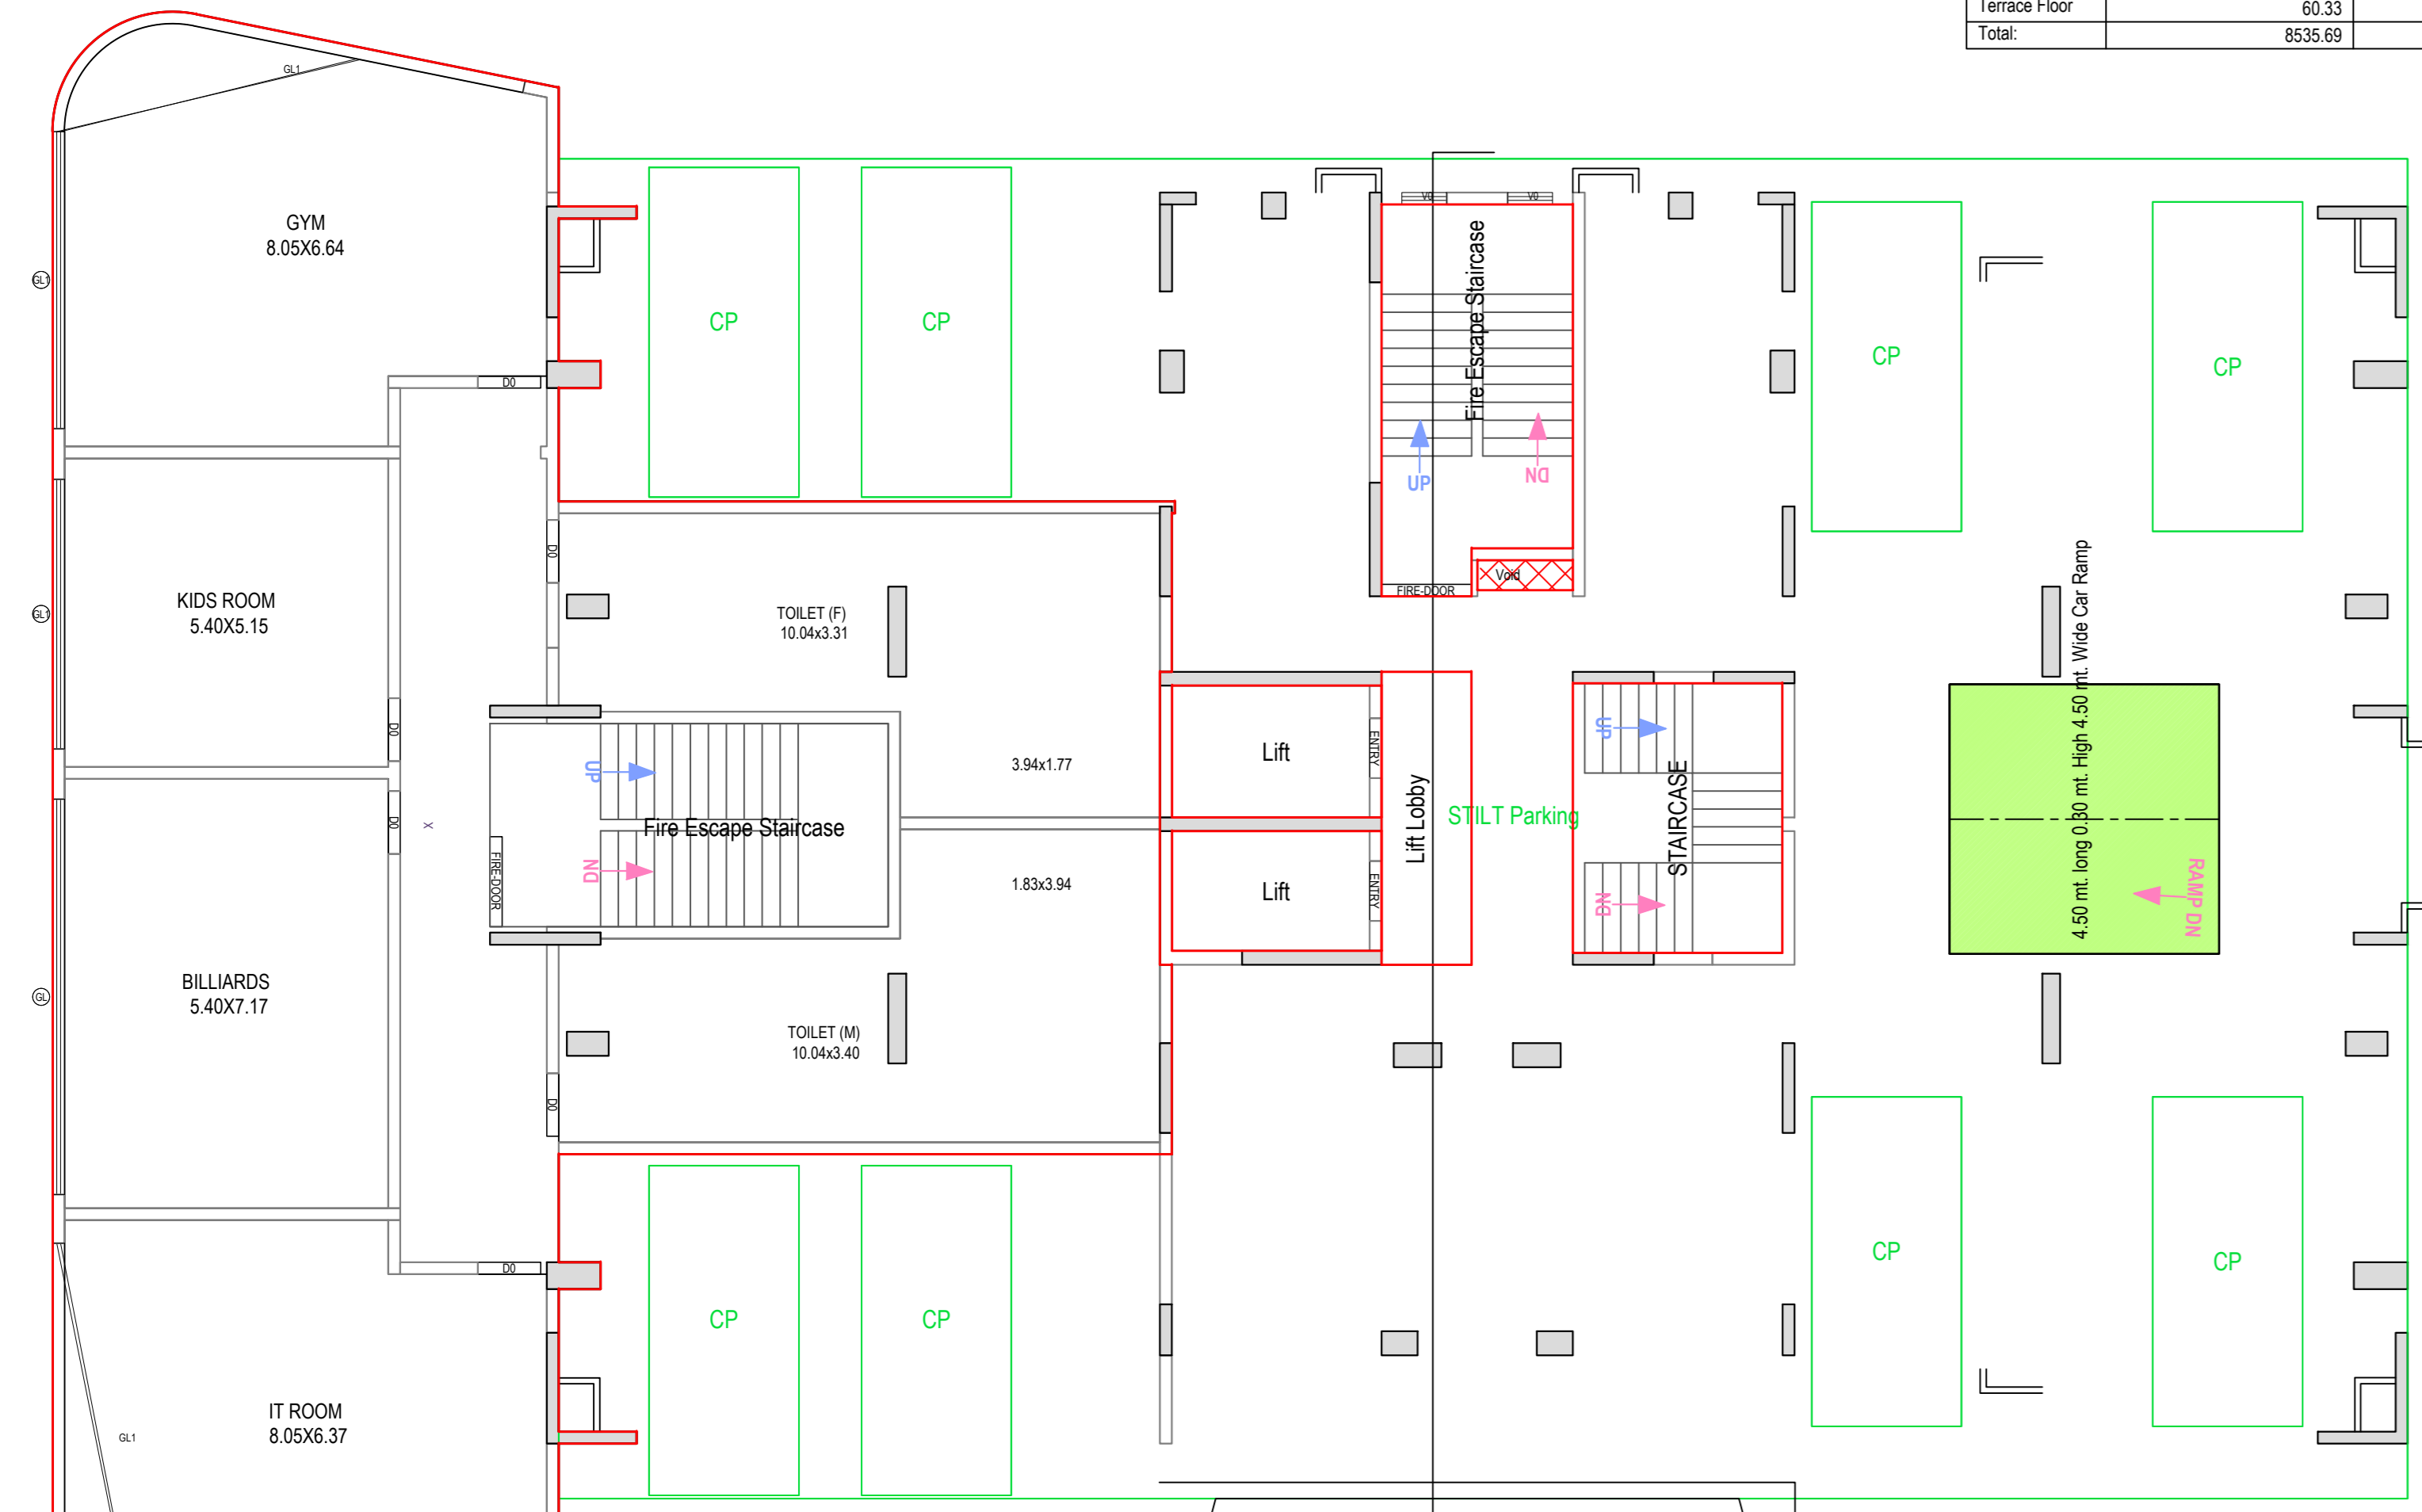 Terrace Floor 60.33
Total: 8535.69
GL1
GYM
8.05X6.64
GL1
CP
CP
V0
V0
Fire Escape Staircase
UP
DN
CP
CP
D0
D0
KIDS ROOM
5.40X5.15
GL1
TOILET (F)
10.04x3.31
Void
FIRE-DOOR
D0
D0
X
UP
DN
Fire Escape Staircase
FIRE-DOOR
3.94x1.77
1.83x3.94
Lift
ENTRY
Lift
ENTRY
Lift Lobby
STILT Parking
UP
DN
STAIRCASE
4.50 mt. long 0.30 mt. High 4.50 mt. Wide Car Ramp
RAMP DN
BILLIARDS
5.40X7.17
GL
TOILET (M)
10.04x3.40
D0
D0
CP
CP
CP
CP
IT ROOM
8.05X6.37
GL1